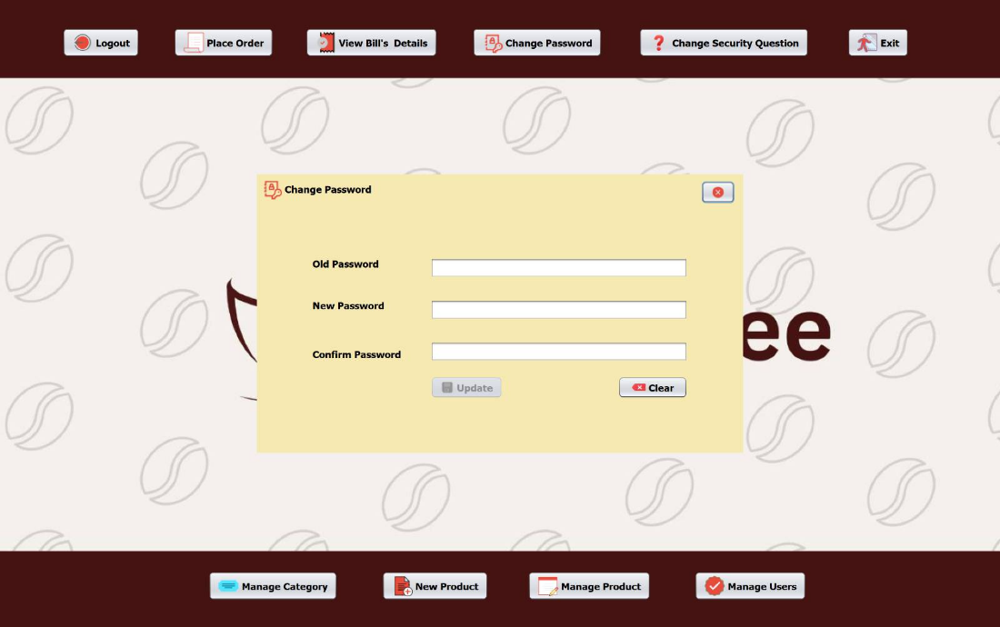 Logout
Place Order
View Bill's Details
Change Password
Change Security Question
Exit
Change Password
Old Password
New Password
Confirm Password
Update
Clear
ee
Manage Category
New Product
Manage Product
Manage Users